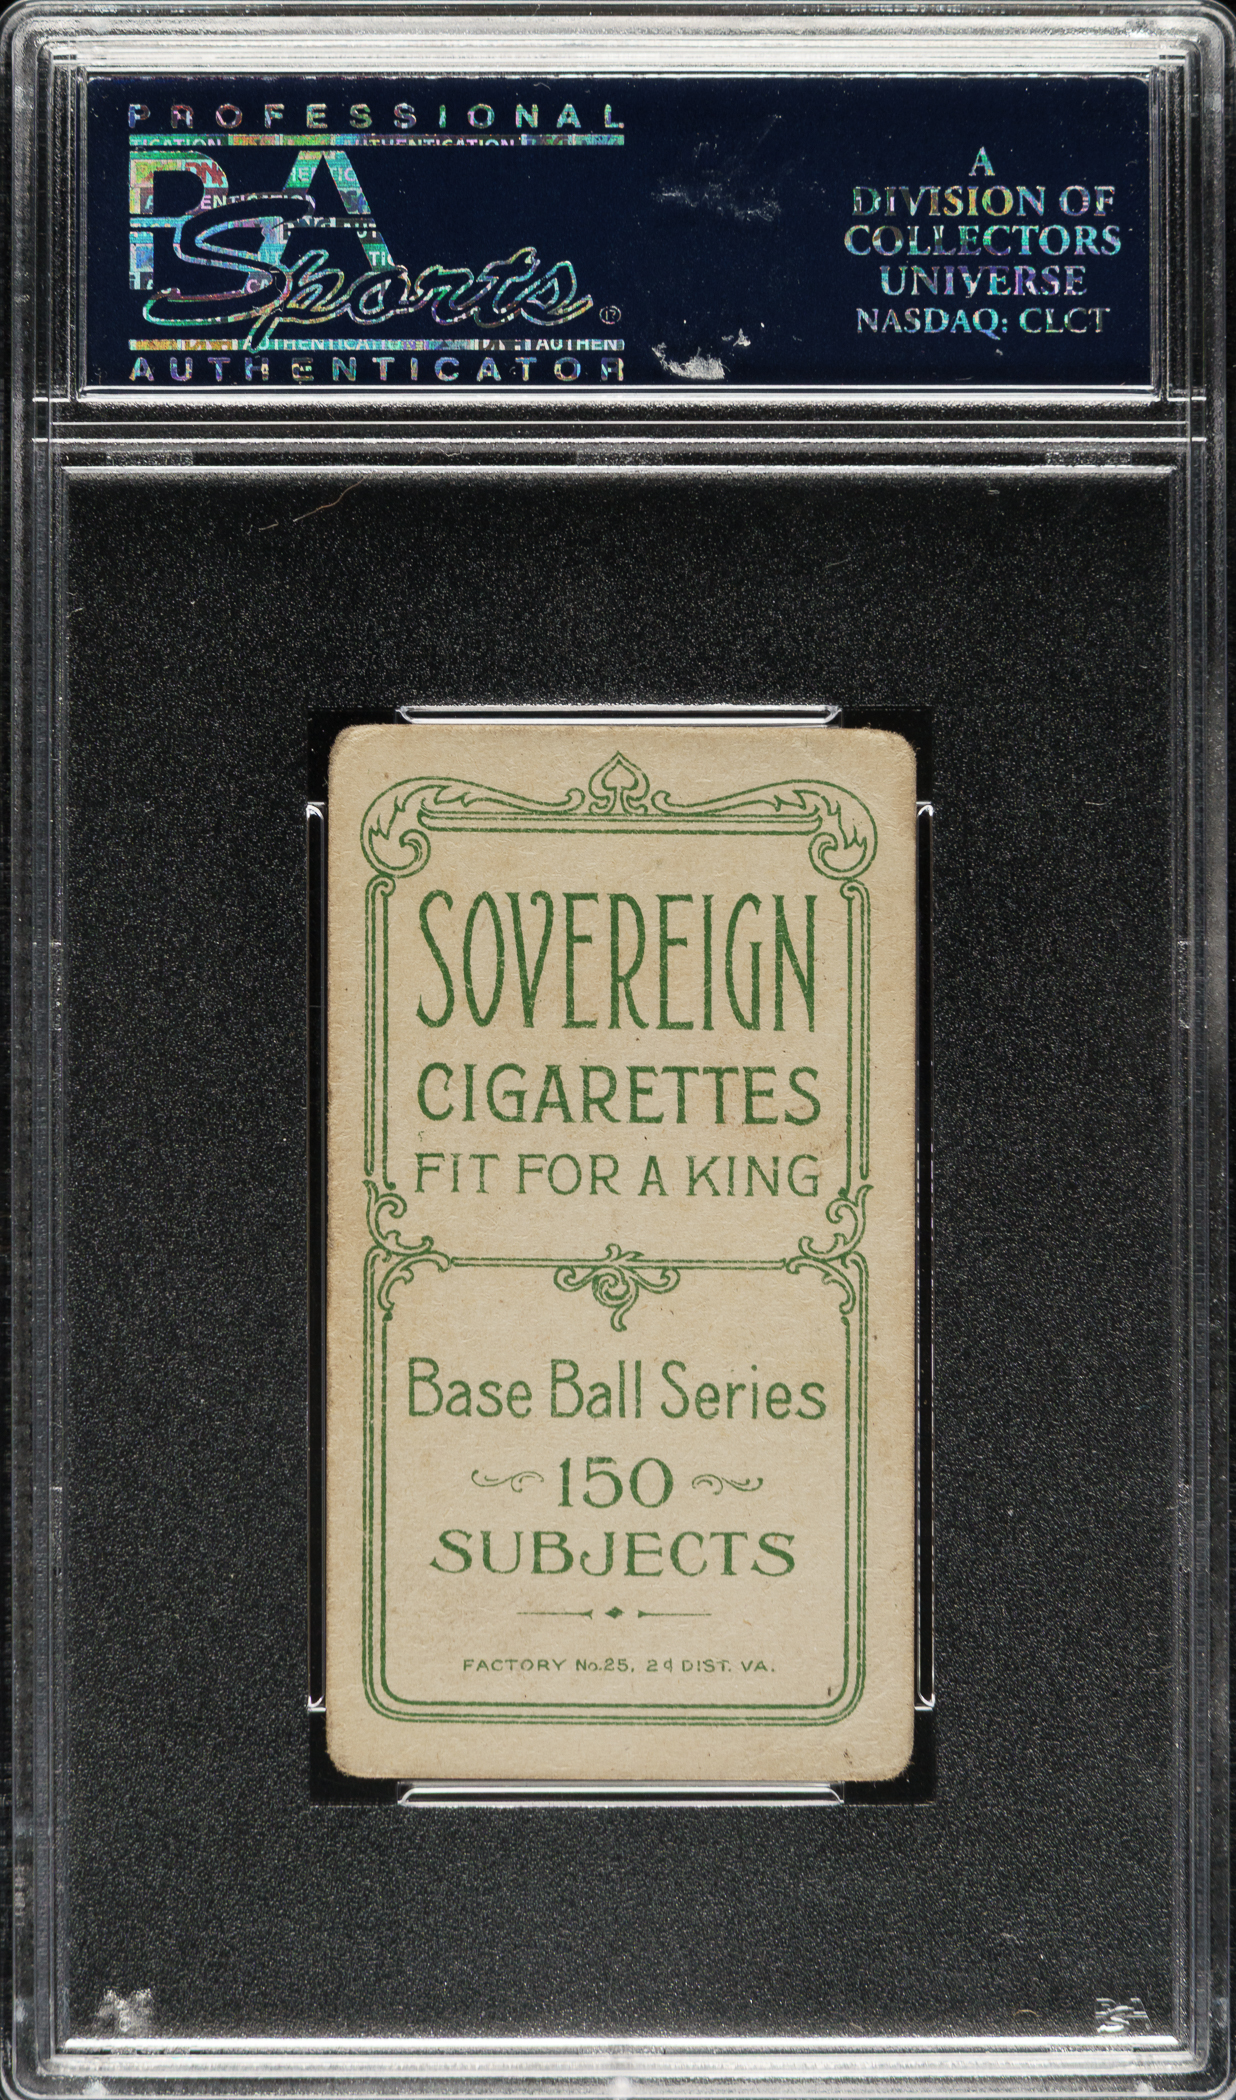 PROFESSIONAL
PSA
Sports
AUTHENTICATOR
A
DIVISION OF
COLLECTORS
UNIVERSE
NASDAQ: CLCT
SOVEREIGN
CIGARETTES
FIT FOR A KING
Base Ball Series
150
SUBJECTS
FACTORY No. 25, 2d DIST. VA.
PSA